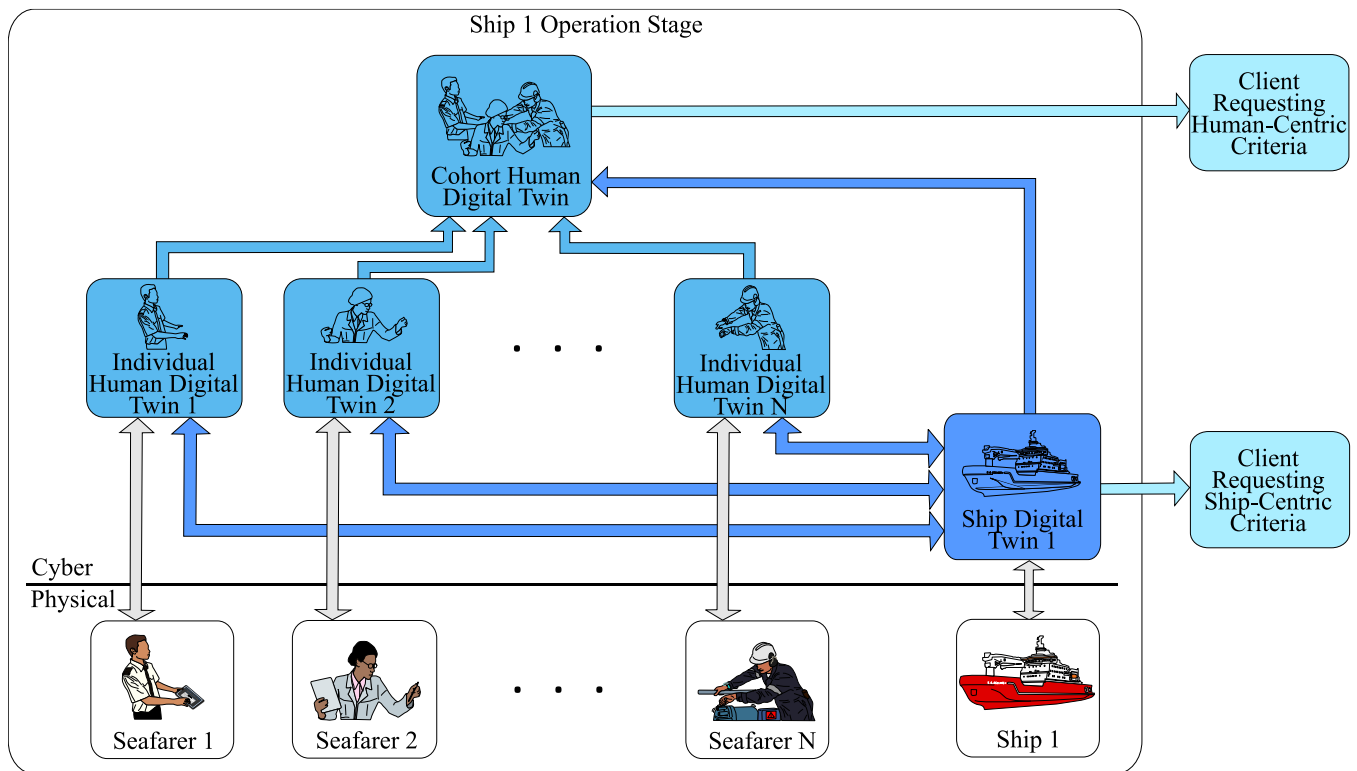 Ship 1 Operation Stage
Client
Requesting
Human-Centric
Criteria
Cohort Human
Digital Twin
Individual
Human Digital
Twin 1
Individual
Human Digital
Twin 2
. . .
Individual
Human Digital
Twin N
Ship Digital
Twin 1
Client
Requesting
Ship-Centric
Criteria
Cyber
Physical
Seafarer 1
Seafarer 2
. . .
Seafarer N
Ship 1